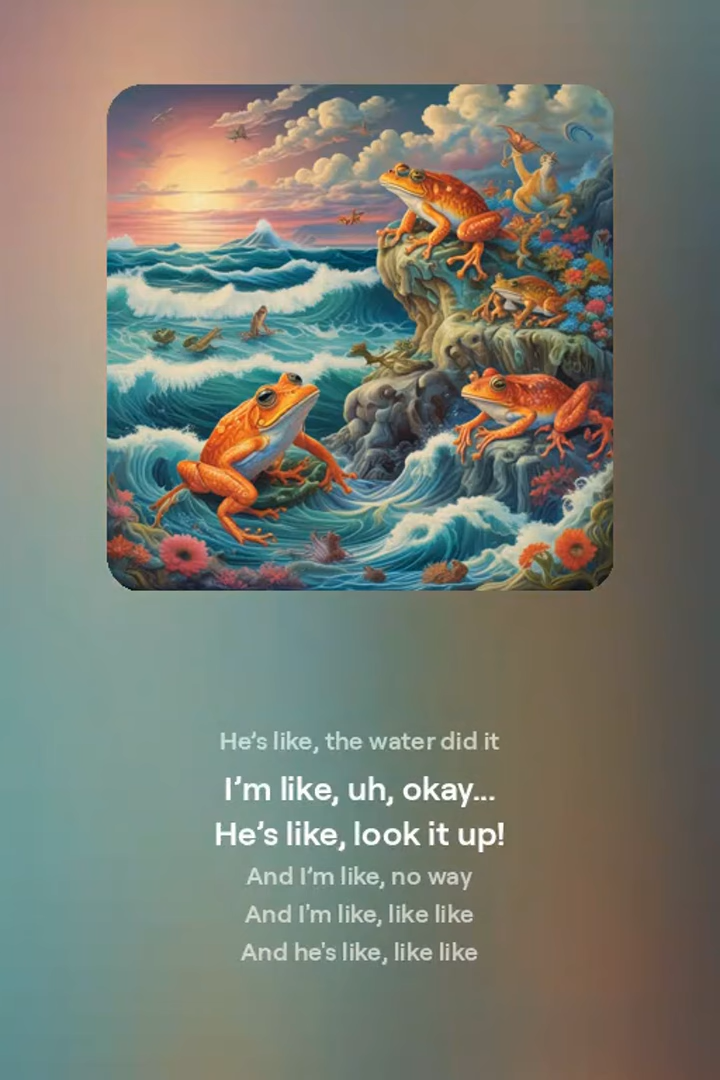 He’s like, the water did it
I’m like, uh, okay...
He’s like, look it up!
And I’m like, no way
And I'm like, like like
And he's like, like like